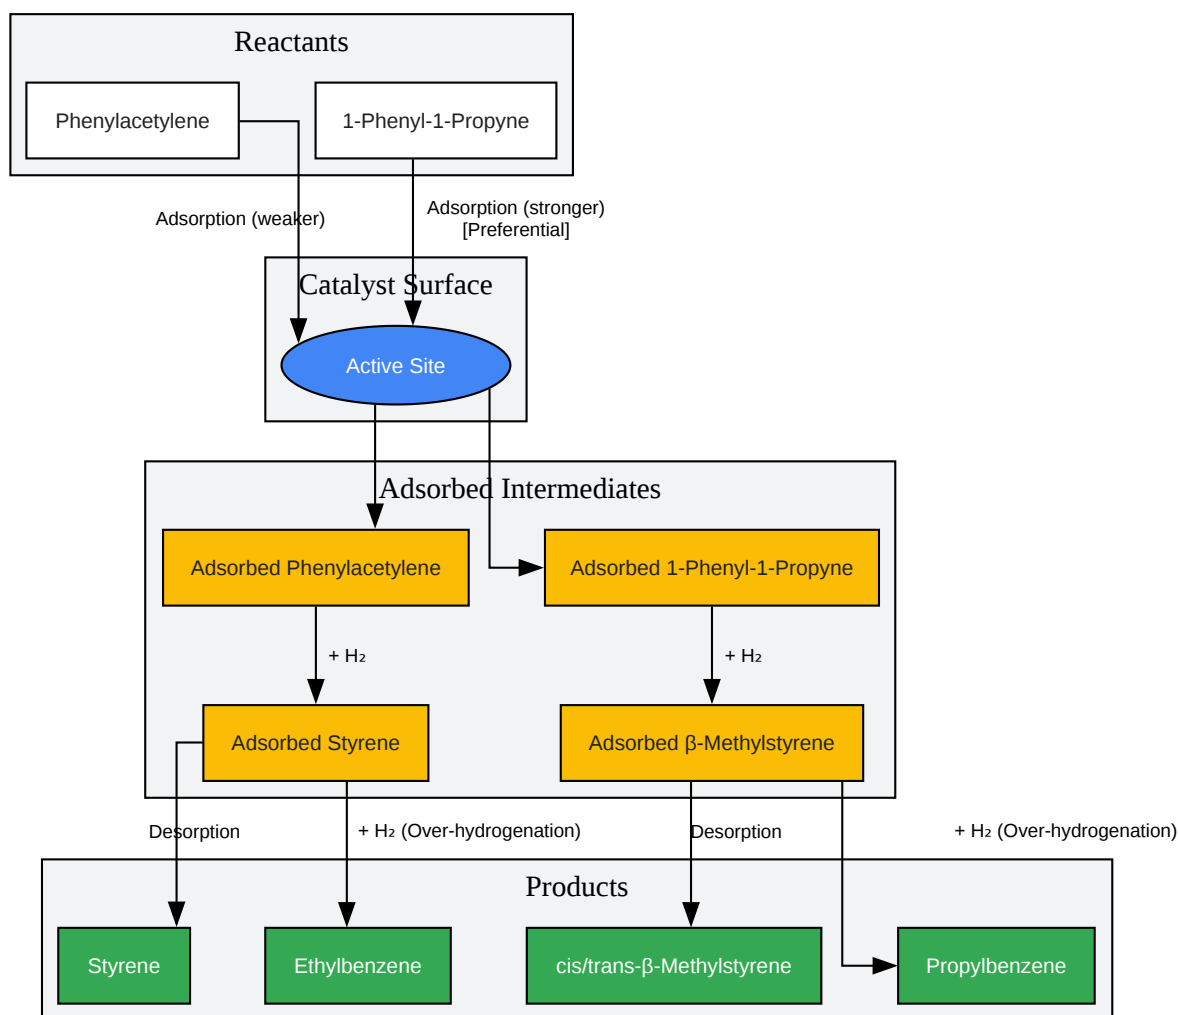 Reactants
Phenylacetylene
1-Phenyl-1-Propyne
Adsorption (weaker)
Adsorption (stronger)
[Preferential]
Catalyst Surface
Active Site
Adsorbed Intermediates
Adsorbed Phenylacetylene
Adsorbed 1-Phenyl-1-Propyne
+ H₂
+ H₂
Adsorbed Styrene
Adsorbed β-Methylstyrene
Desorption
+ H₂ (Over-hydrogenation)
Desorption
+ H₂ (Over-hydrogenation)
Products
Styrene
Ethylbenzene
cis/trans-β-Methylstyrene
Propylbenzene